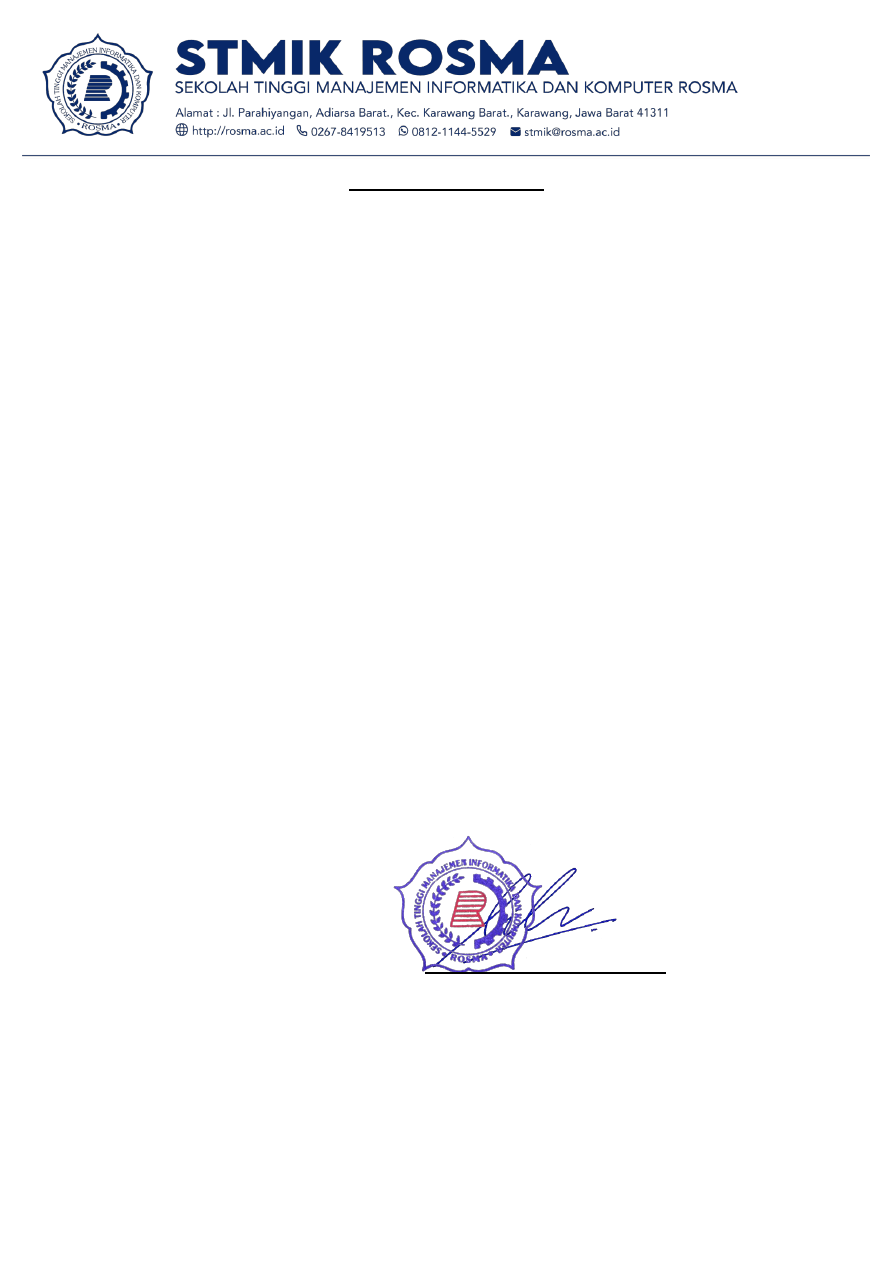 STMIK ROSMA
SEKOLAH TINGGI MANAJEMEN INFORMATIKA DAN KOMPUTER ROSMA
Alamat : Jl. Parahiyangan, Adiarsa Barat., Kec. Karawang Barat., Karawang, Jawa Barat 41311
http://rosma.ac.id 0267-8419513 0812-1144-5529 stmik@rosma.ac.id
SEKOLAH TINGGI MANAJEMEN INFORMATIKA DAN KOMPUTER
• ROSMA •
SEKOLAH TINGGI MANAJEMEN INFORMATIKA DAN KOMPUTER
• ROSMA •